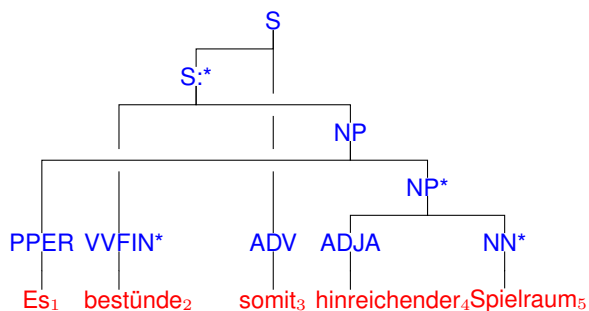 S
S:*
NP
NP*
PPER VVFIN* ADV ADJA NN*
Es₁ bestünde₂ somit₃ hinreichender₄ Spielraum₅